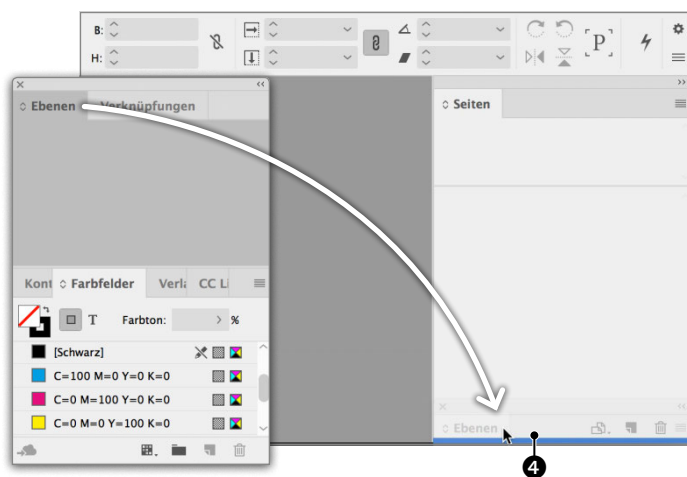 B:
H:
P
Ebenen Verknüpfungen
Seiten
Kont Farbfelder Verla CC Li
T Farbton: %
[Schwarz]
C=100 M=0 Y=0 K=0
C=0 M=100 Y=0 K=0
C=0 M=0 Y=100 K=0
Ebenen
4